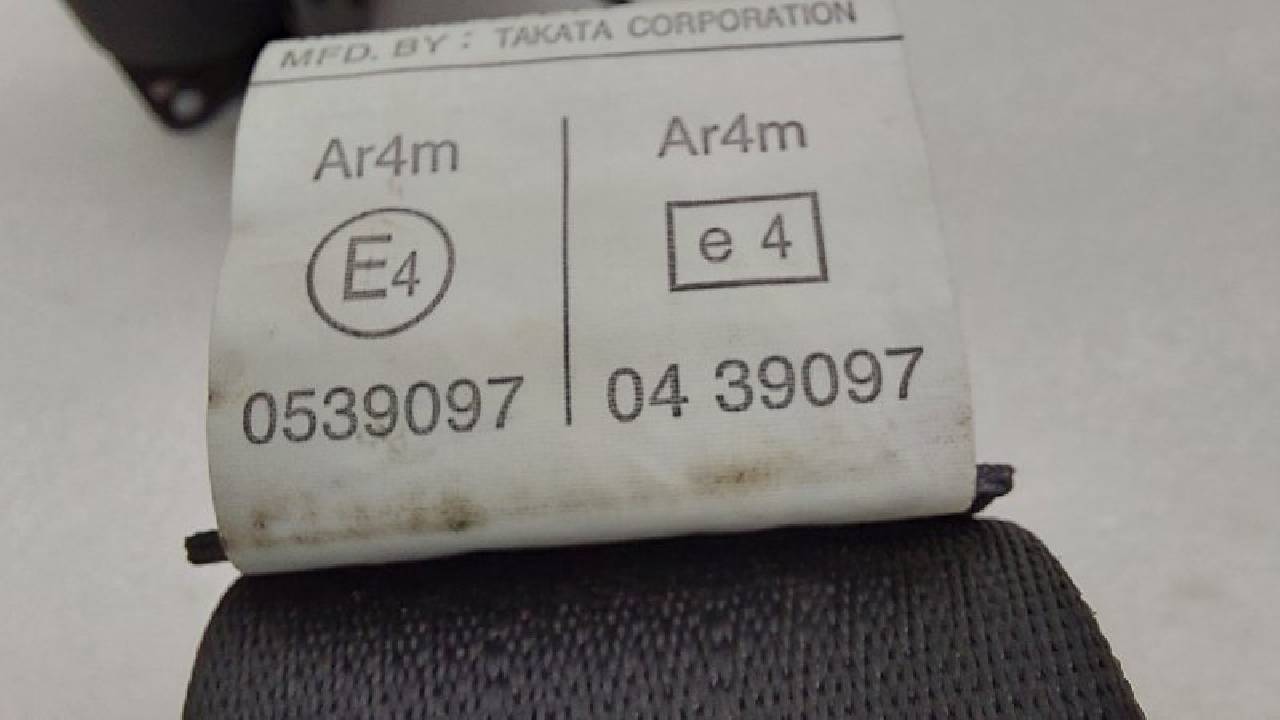 MFD. BY : TAKATA CORPORATION
Ar4m Ar4m
E4 e 4
0539097 04 39097